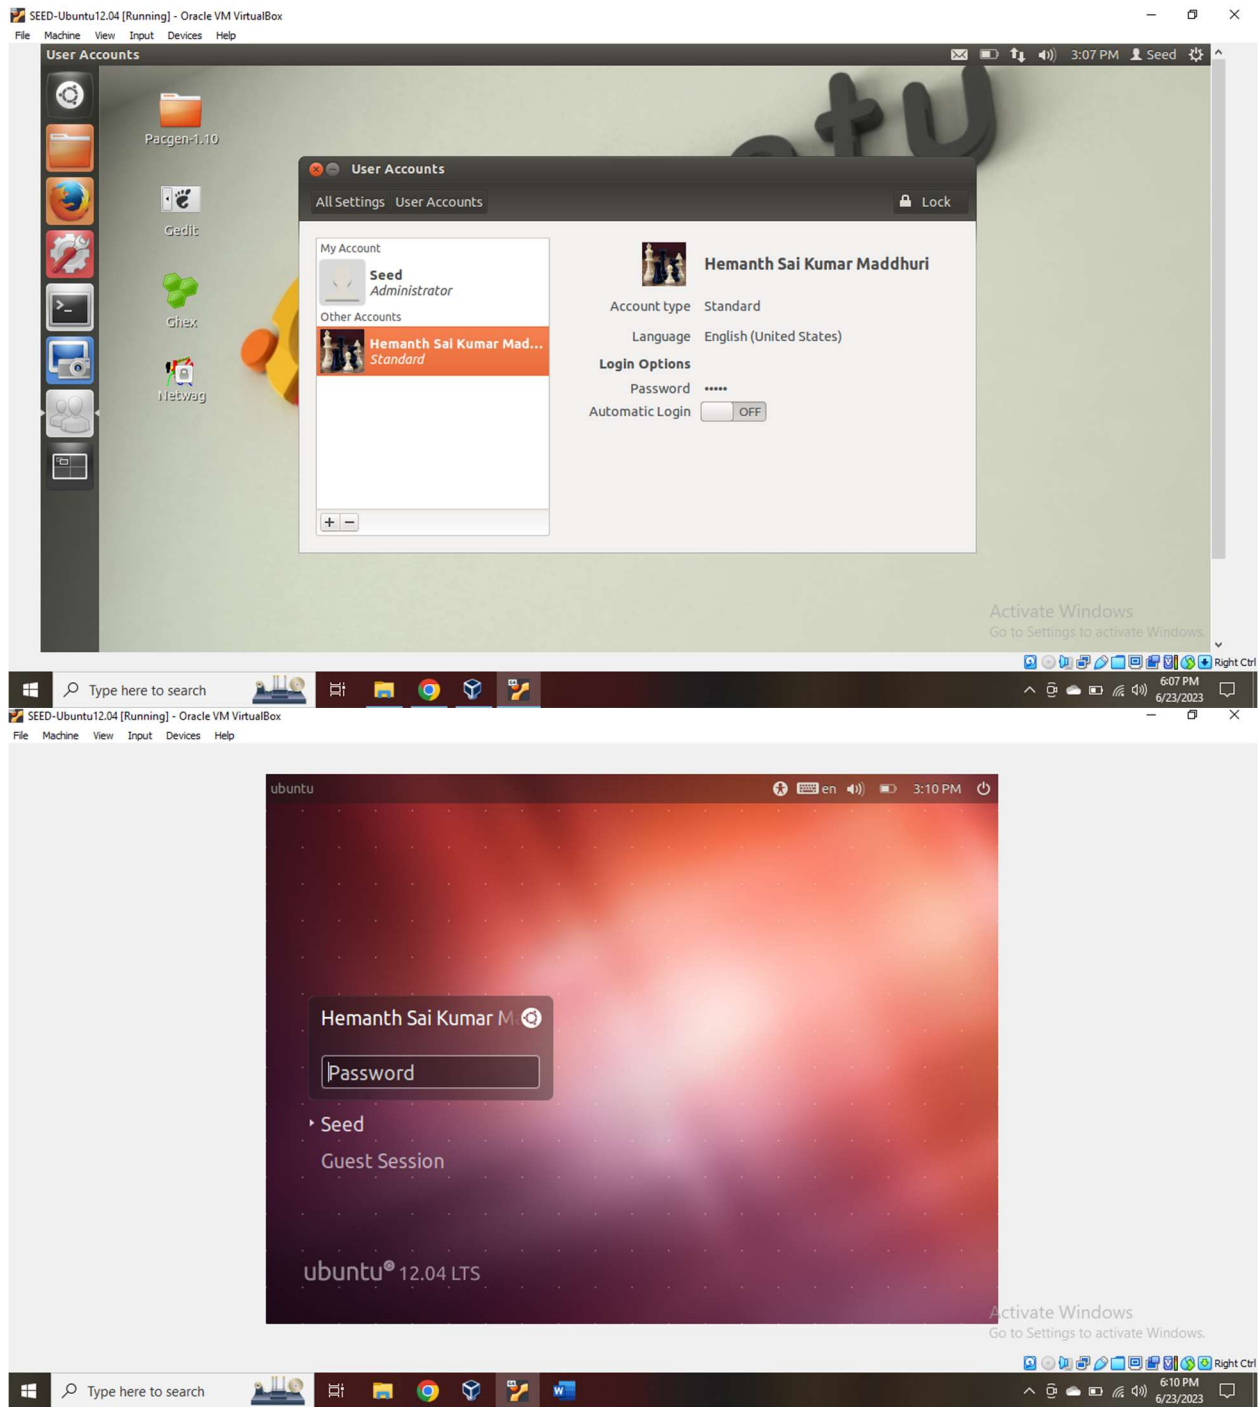 SEED-Ubuntu12.04 [Running] - Oracle VM VirtualBox
File Machine View Input Devices Help
User Accounts
3:07 PM Seed
Pacgen-1.10
Gedit
Ghex
Netwag
User Accounts
All Settings User Accounts
Lock
My Account
Seed
Administrator
Other Accounts
Hemanth Sai Kumar Mad...
Standard
Hemanth Sai Kumar Maddhuri
Account type Standard
Language English (United States)
Login Options
Password •••••
Automatic Login OFF
Activate Windows
Go to Settings to activate Windows.
Right Ctrl
Type here to search
6:07 PM
6/23/2023
SEED-Ubuntu12.04 [Running] - Oracle VM VirtualBox
File Machine View Input Devices Help
ubuntu
en 3:10 PM
Hemanth Sai Kumar M
Password
Seed
Guest Session
ubuntu® 12.04 LTS
Activate Windows
Go to Settings to activate Windows.
Right Ctrl
Type here to search
6:10 PM
6/23/2023